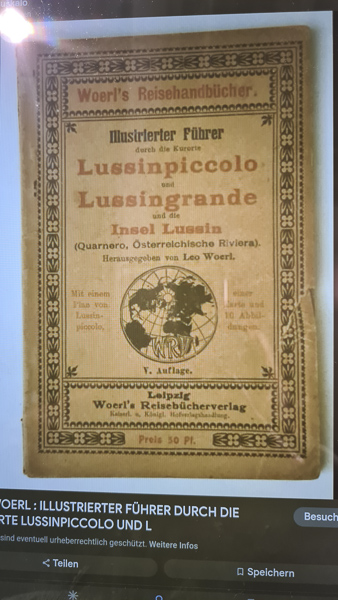 Woerl's Reisehandbücher.
Illustrierter Führer
durch die Kurorte
Lussinpiccolo
und
Lussingrande
und die
Insel Lussin
(Quarnero, Österreichische Riviera).
Herausgegeben von Leo Woerl.
Mit einem
Plan von
Lussin-
piccolo,
einer
Karte und
16 Abbil-
dungen.
WRB
V. Auflage.
Leipzig
Woerl's Reisebücherverlag
Kaiserl. u. Königl. Hofverlagshandlung.
Preis 50 Pf.
WOERL : ILLUSTRIERTER FÜHRER DURCH DIE
RTE LUSSINPICCOLO UND L
Besuch
sind eventuell urheberrechtlich geschützt. Weitere Infos
Teilen
Speichern